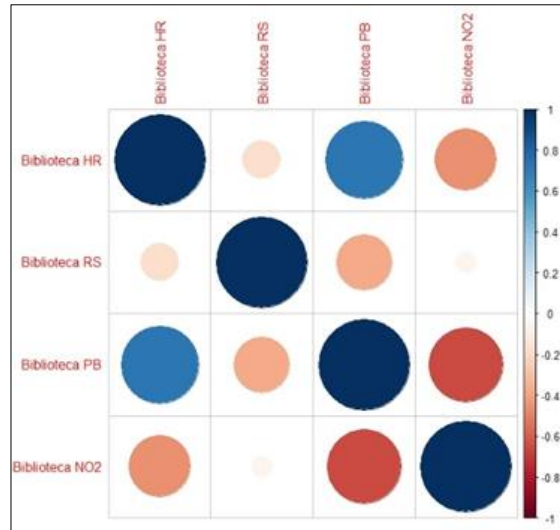 Biblioteca HR
Biblioteca RS
Biblioteca PB
Biblioteca NO2
Biblioteca HR
Biblioteca RS
Biblioteca PB
Biblioteca NO2
1
0.8
0.6
0.4
0.2
0
-0.2
-0.4
-0.6
-0.8
-1